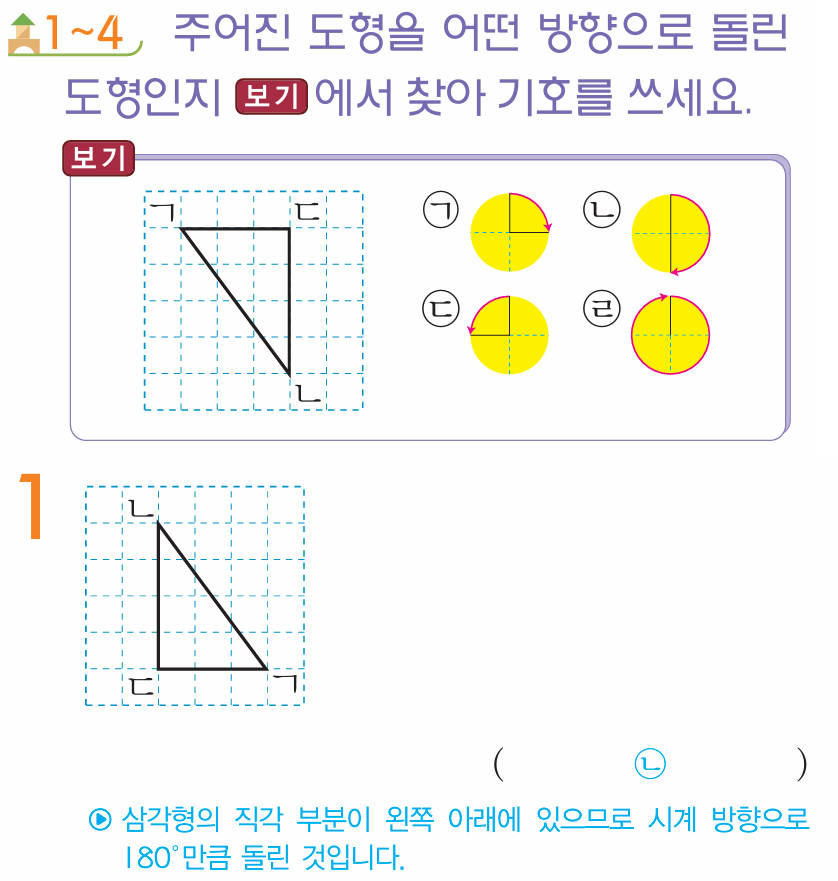 1~4 주어진 도형을 어떤 방향으로 돌린
도형인지 보기 에서 찾아 기호를 쓰세요.
보기
ㄱ ㄷ ㉠ ㉡
㉢ ㉣
ㄴ
1
ㄴ
ㄷ ㄱ
( ㉡ )
삼각형의 직각 부분이 왼쪽 아래에 있으므로 시계 방향으로
180°만큼 돌린 것입니다.